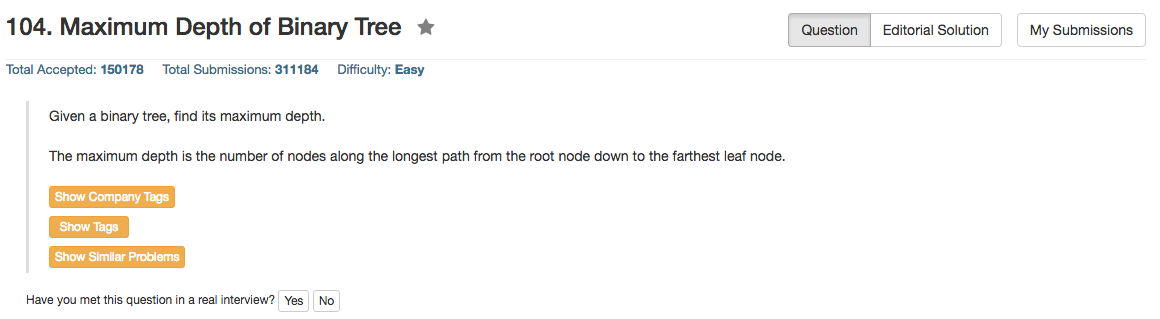 104. Maximum Depth of Binary Tree
Question Editorial Solution My Submissions
Total Accepted: 150178 Total Submissions: 311184 Difficulty: Easy
Given a binary tree, find its maximum depth.
The maximum depth is the number of nodes along the longest path from the root node down to the farthest leaf node.
Show Company Tags
Show Tags
Show Similar Problems
Have you met this question in a real interview? Yes No